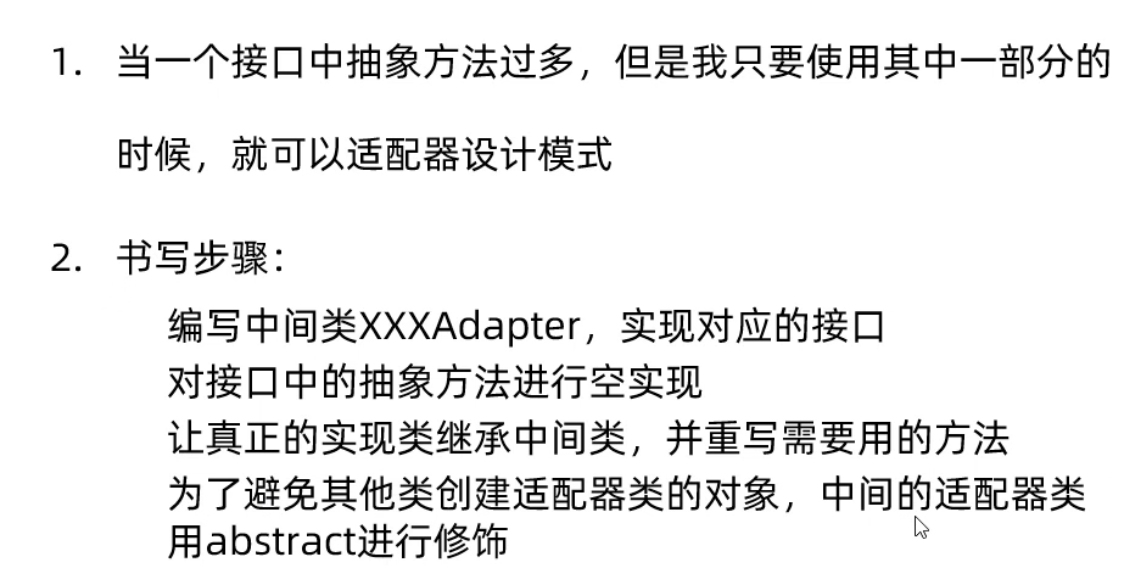 1. 当一个接口中抽象方法过多，但是我只要使用其中一部分的
时候，就可以适配器设计模式
2. 书写步骤：
编写中间类XXXAdapter，实现对应的接口
对接口中的抽象方法进行空实现
让真正的实现类继承中间类，并重写需要用的方法
为了避免其他类创建适配器类的对象，中间的适配器类
用abstract进行修饰